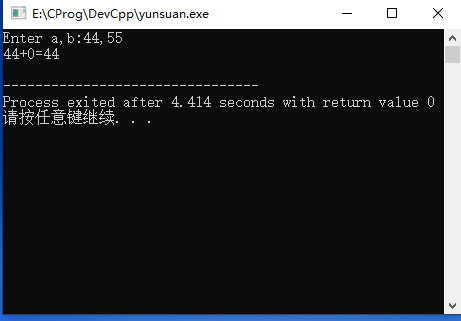 E:\CProg\DevCpp\yunsuan.exe
Enter a,b:44,55
44+0=44
--------------------------------
Process exited after 4.414 seconds with return value 0
请按任意键继续. . .